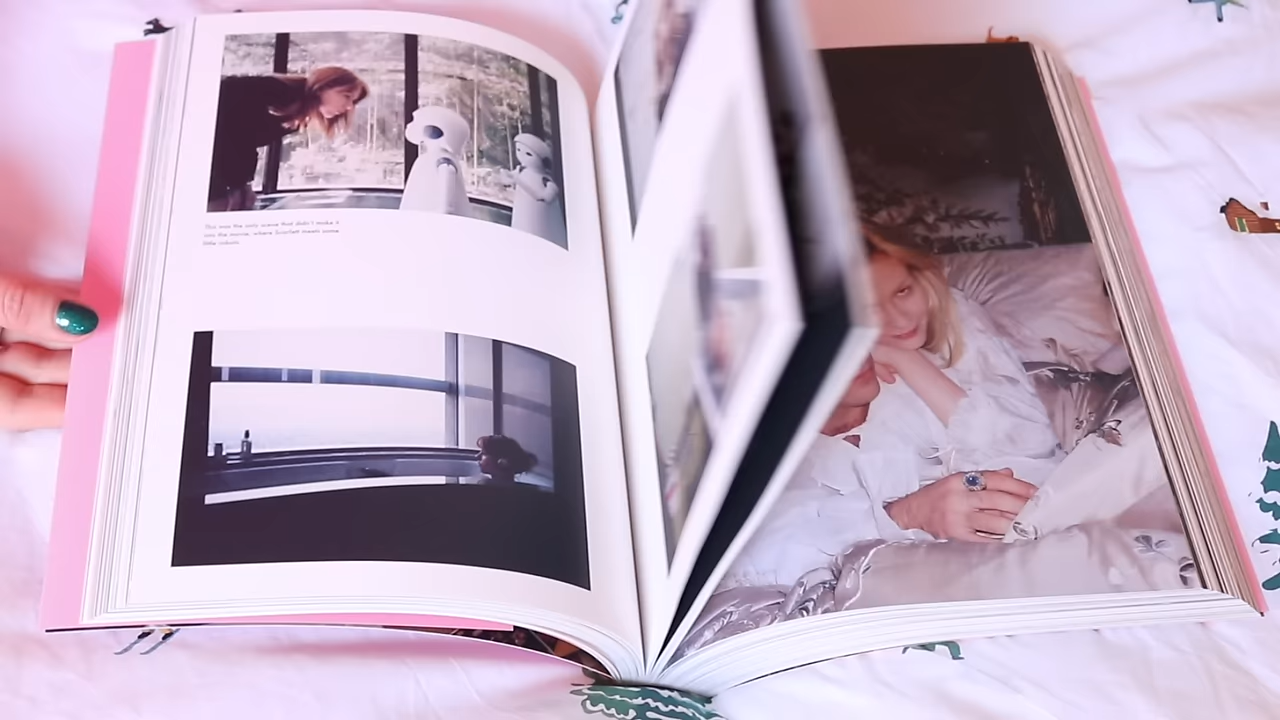 This was the only scene that didn't make it
into the movie, where Scarlett meets some
little robots.